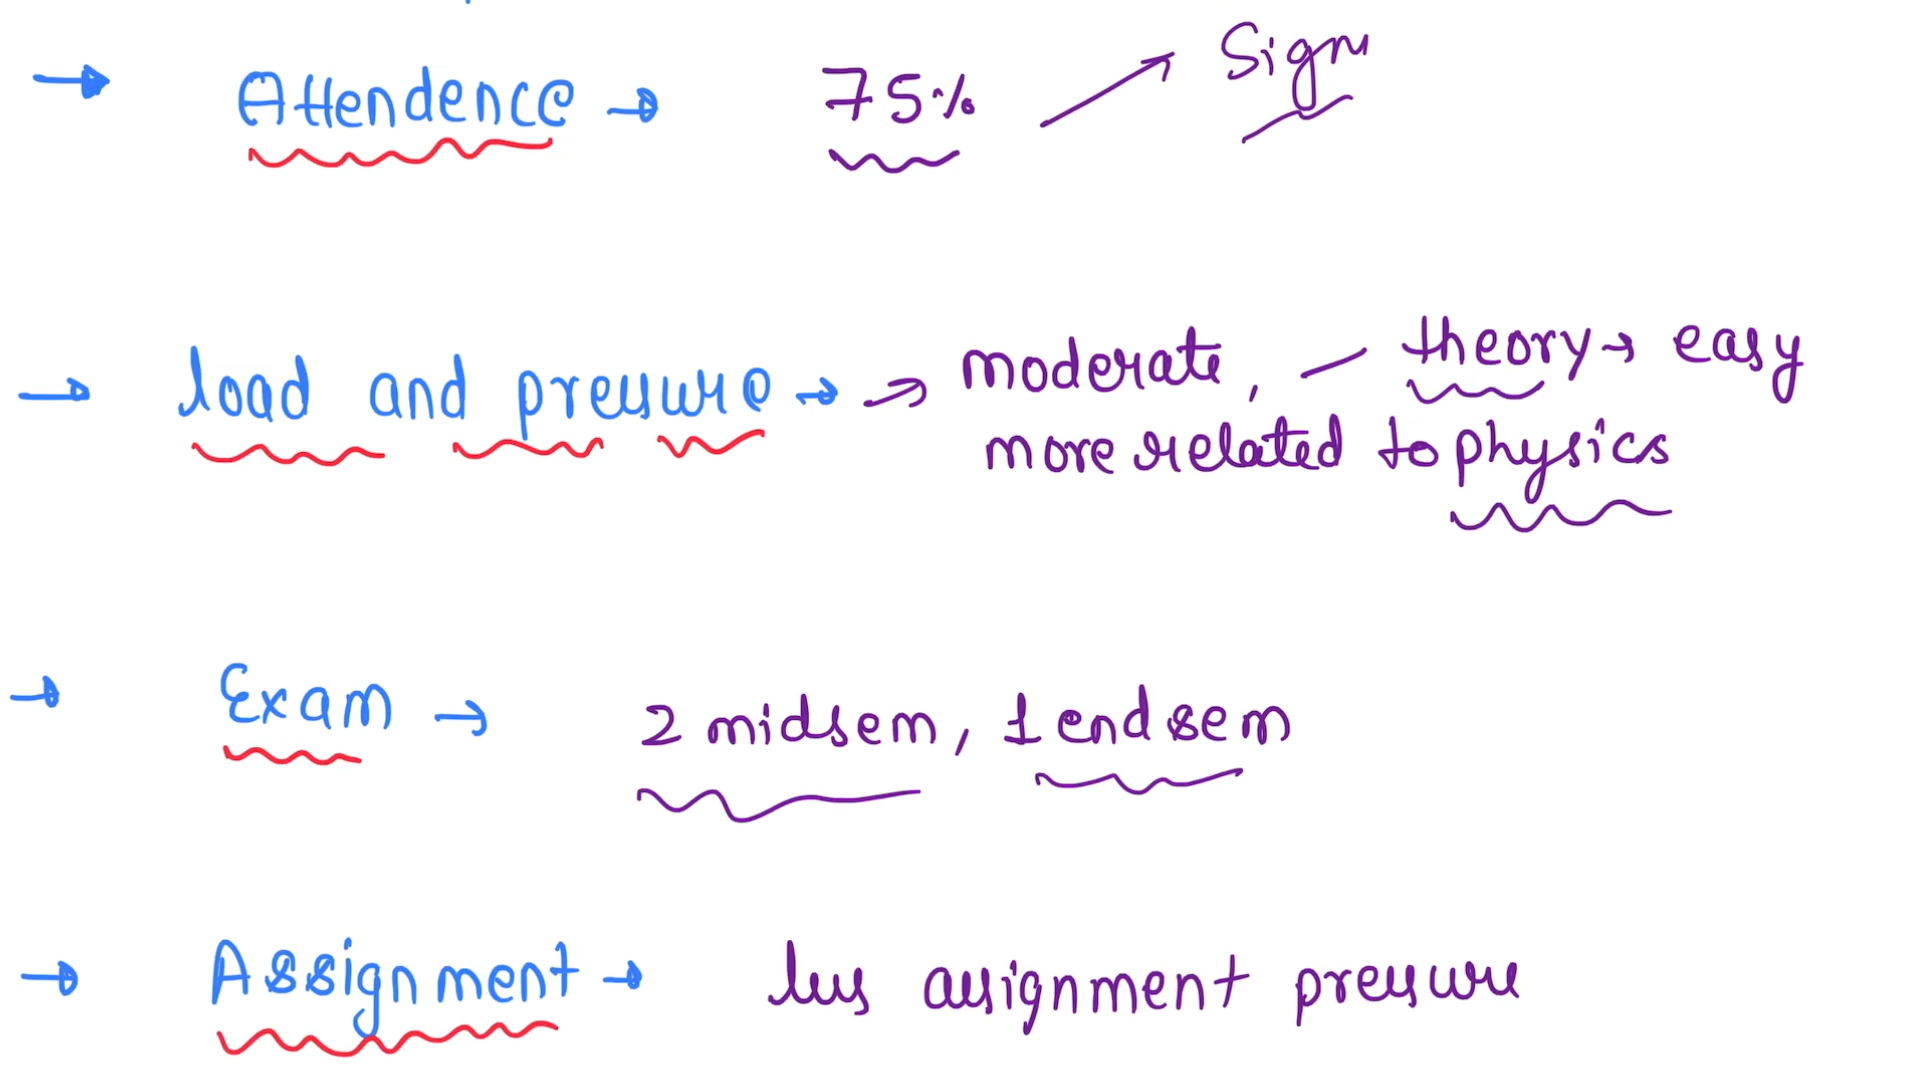 → Attendence → 75% → Sign
→ load and pressure → → moderate, — theory → easy
more related to physics
→ Exam → 2 midsem, 1 endsem
→ Assignment → less assignment pressure